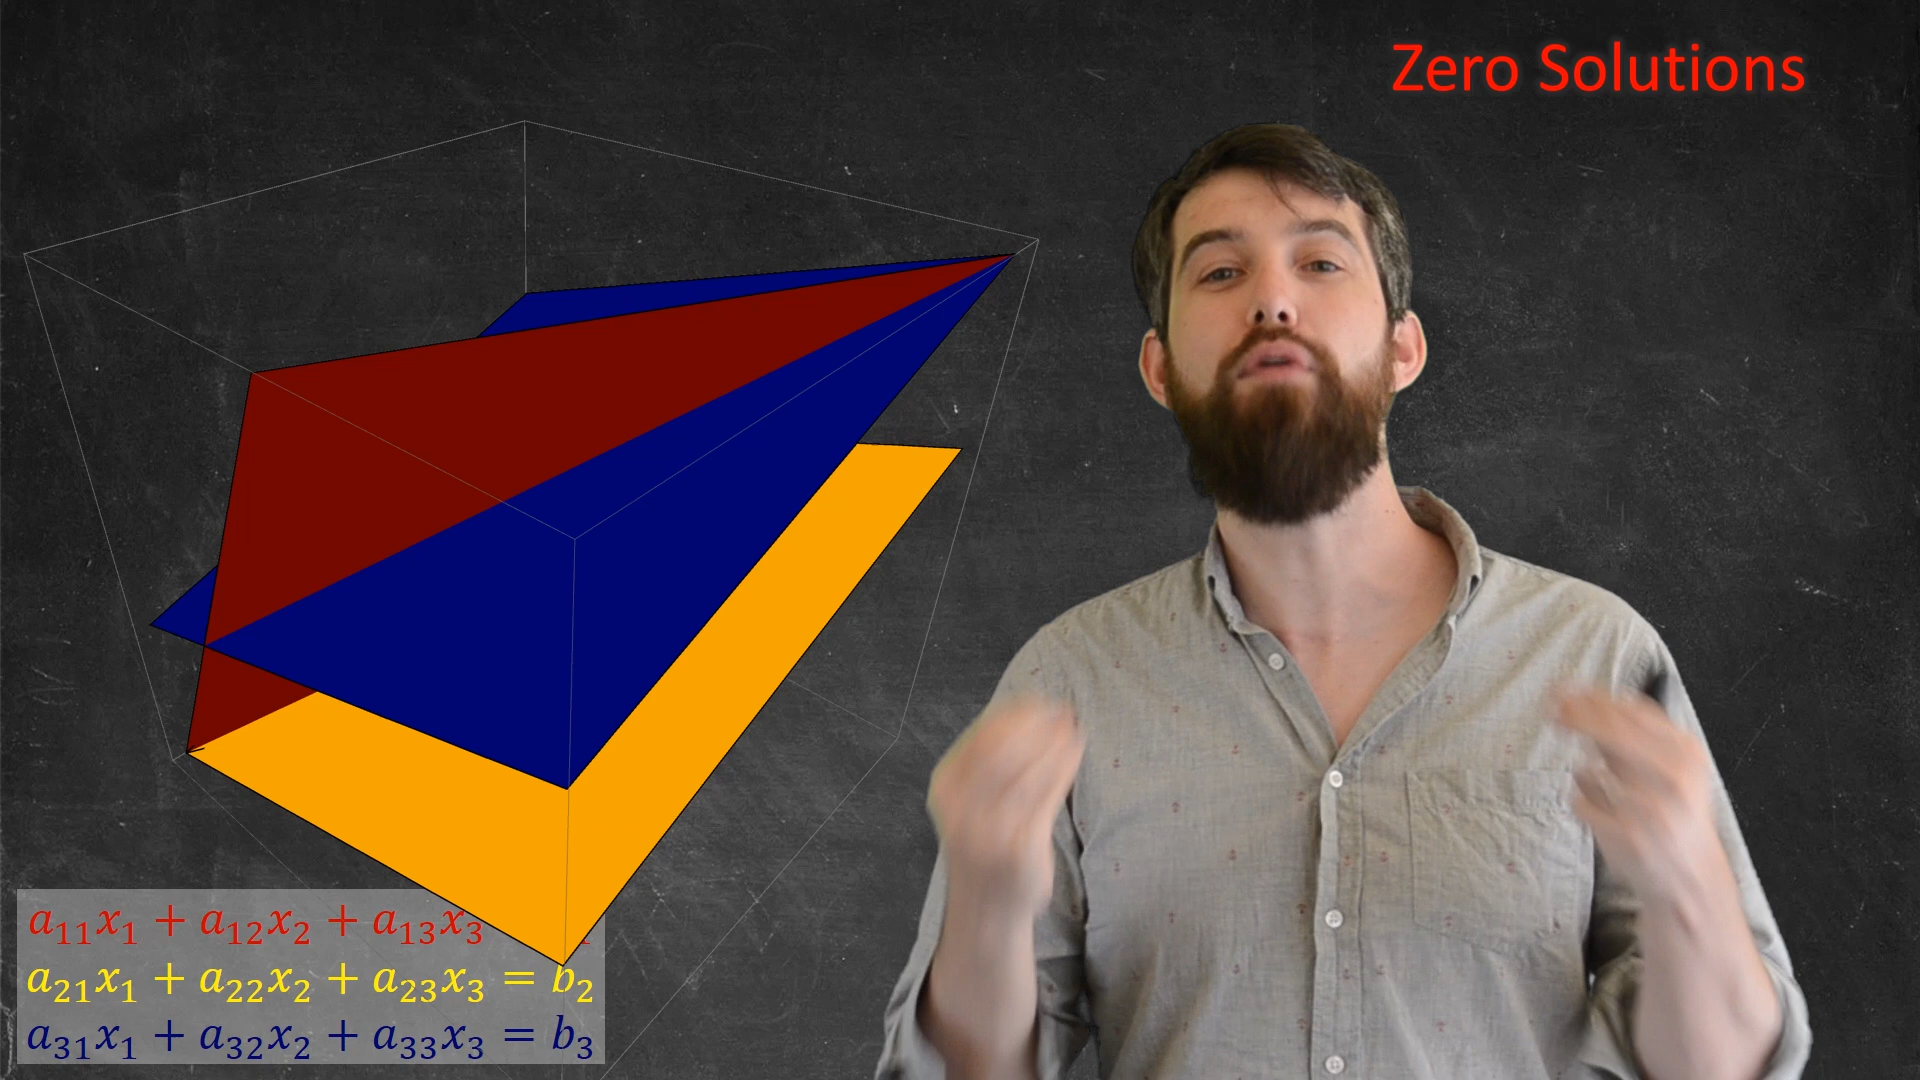 Zero Solutions
a₁₁x₁ + a₁₂x₂ + a₁₃x₃
a₂₁x₁ + a₂₂x₂ + a₂₃x₃ = b₂
a₃₁x₁ + a₃₂x₂ + a₃₃x₃ = b₃